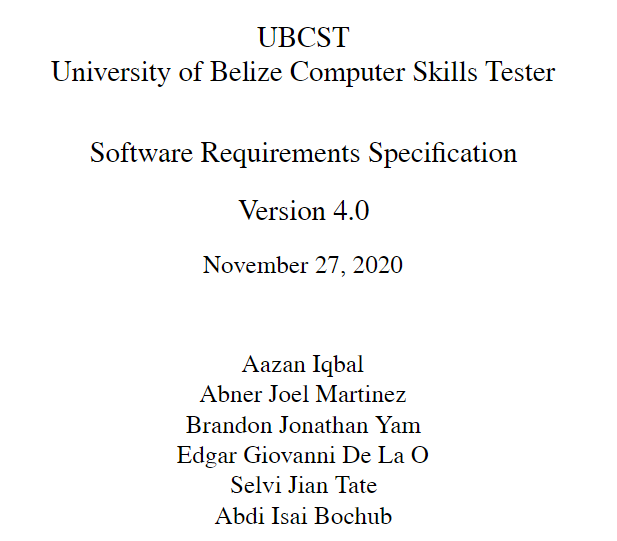 UBCST
University of Belize Computer Skills Tester
Software Requirements Specification
Version 4.0
November 27, 2020
Aazan Iqbal
Abner Joel Martinez
Brandon Jonathan Yam
Edgar Giovanni De La O
Selvi Jian Tate
Abdi Isai Bochub